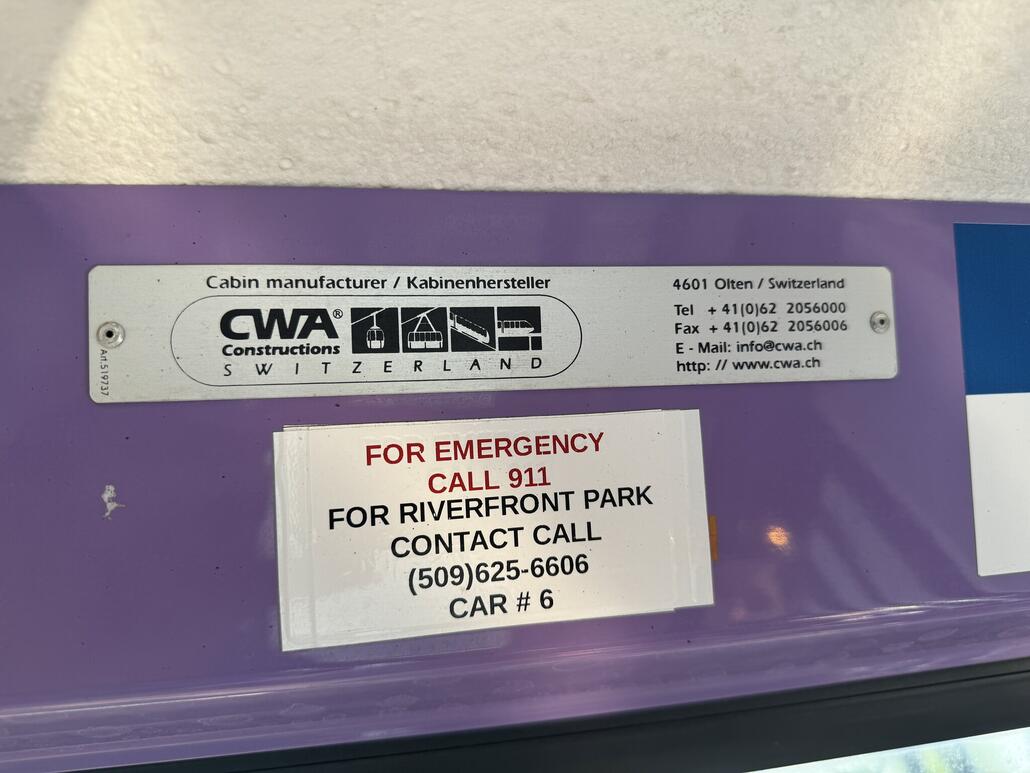 Cabin manufacturer / Kabinenhersteller
CWA®
Constructions
SWITZERLAND
4601 Olten / Switzerland
Tel + 41(0)62 2056000
Fax + 41(0)62 2056006
E - Mail: info@cwa.ch
http: // www.cwa.ch
Art.519737
FOR EMERGENCY
CALL 911
FOR RIVERFRONT PARK
CONTACT CALL
(509)625-6606
CAR # 6